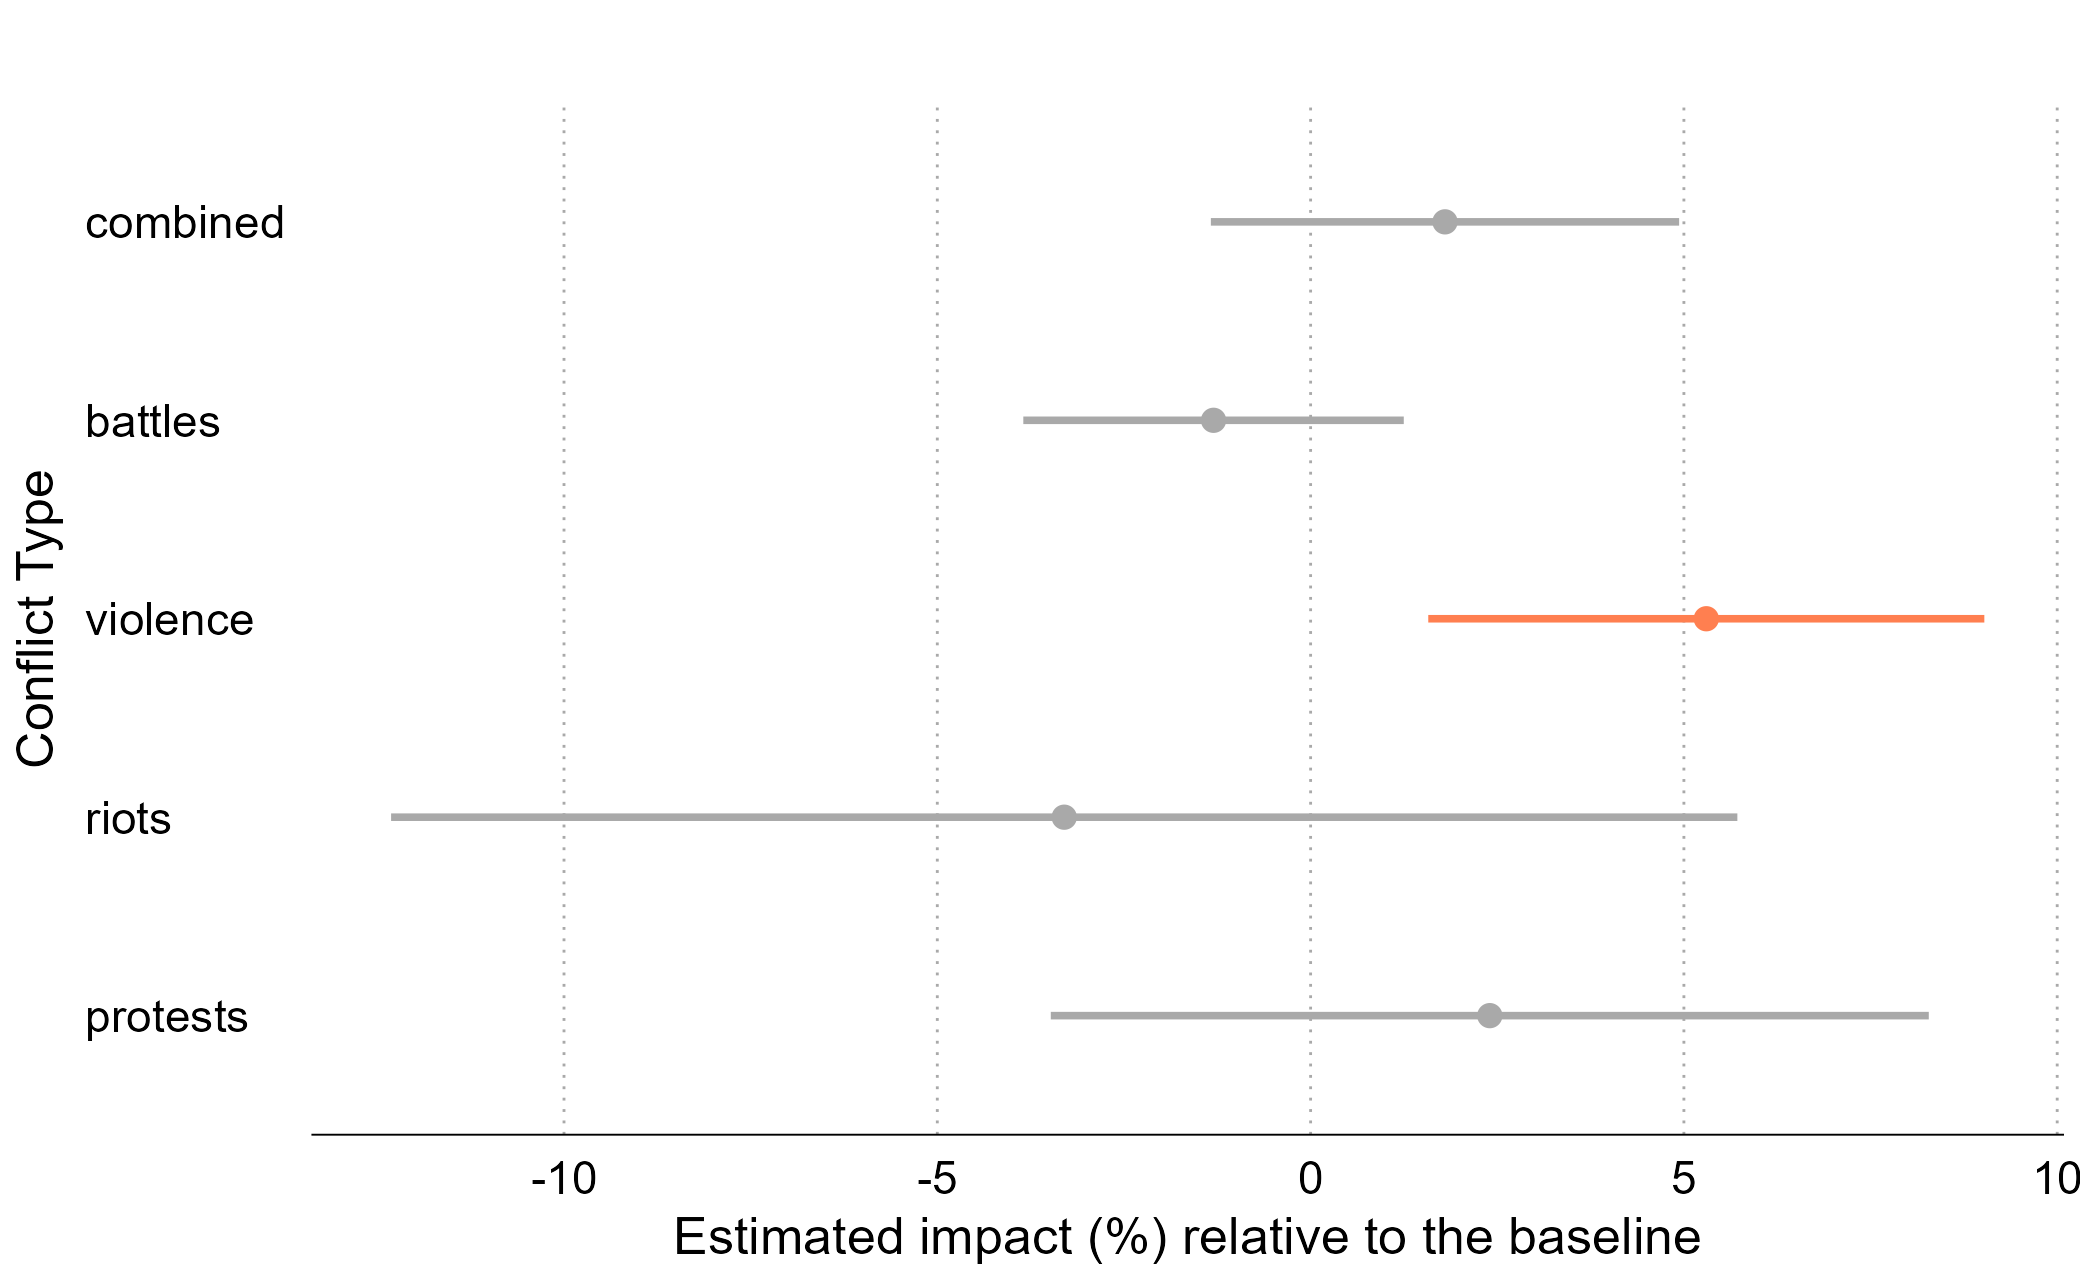 combined
battles
violence
riots
protests
Conflict Type
-10 -5 0 5 10
Estimated impact (%) relative to the baseline